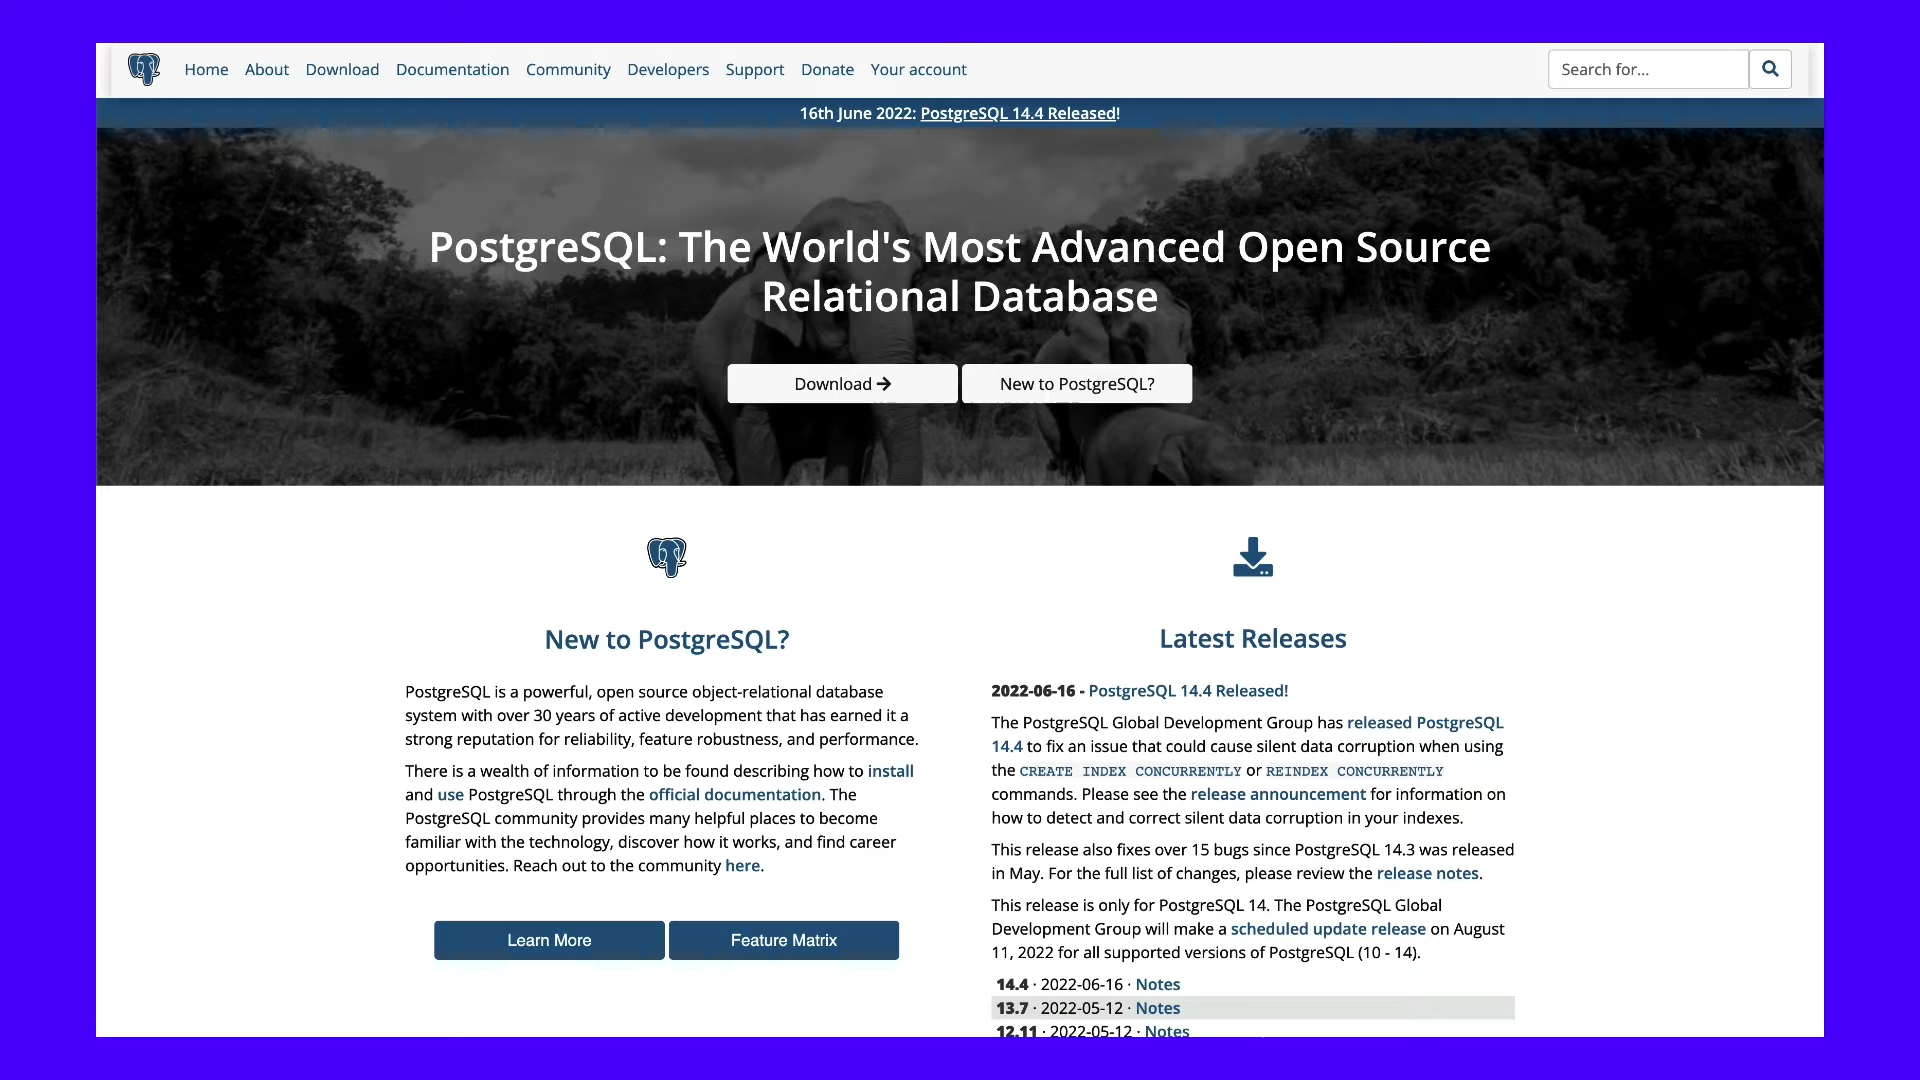 Home About Download Documentation Community Developers Support Donate Your account Search for...
16th June 2022: PostgreSQL 14.4 Released!
PostgreSQL: The World's Most Advanced Open Source
Relational Database
Download New to PostgreSQL?
New to PostgreSQL?
PostgreSQL is a powerful, open source object-relational database
system with over 30 years of active development that has earned it a
strong reputation for reliability, feature robustness, and performance.
There is a wealth of information to be found describing how to install
and use PostgreSQL through the official documentation. The
PostgreSQL community provides many helpful places to become
familiar with the technology, discover how it works, and find career
opportunities. Reach out to the community here.
Learn More Feature Matrix
Latest Releases
2022-06-16 - PostgreSQL 14.4 Released!
The PostgreSQL Global Development Group has released PostgreSQL
14.4 to fix an issue that could cause silent data corruption when using
the CREATE INDEX CONCURRENTLY or REINDEX CONCURRENTLY
commands. Please see the release announcement for information on
how to detect and correct silent data corruption in your indexes.
This release also fixes over 15 bugs since PostgreSQL 14.3 was released
in May. For the full list of changes, please review the release notes.
This release is only for PostgreSQL 14. The PostgreSQL Global
Development Group will make a scheduled update release on August
11, 2022 for all supported versions of PostgreSQL (10 - 14).
14.4 · 2022-06-16 · Notes
13.7 · 2022-05-12 · Notes
12.11 · 2022-05-12 · Notes